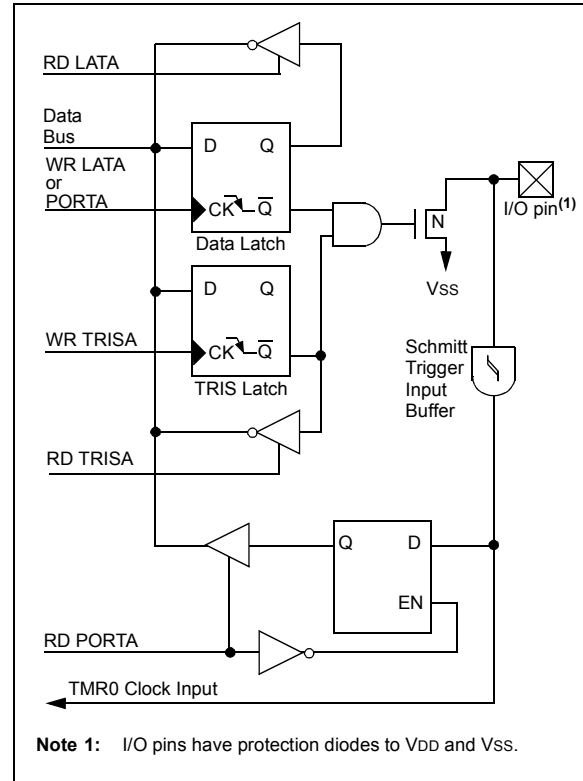 RD LATA
Data
Bus
D Q
WR LATA
or
PORTA
CK Q̅
Data Latch
N
I/O pin(1)
VSS
D Q
WR TRISA
CK Q̅
TRIS Latch
Schmitt
Trigger
Input
Buffer
RD TRISA
Q D
EN
RD PORTA
TMR0 Clock Input
Note 1: I/O pins have protection diodes to VDD and VSS.